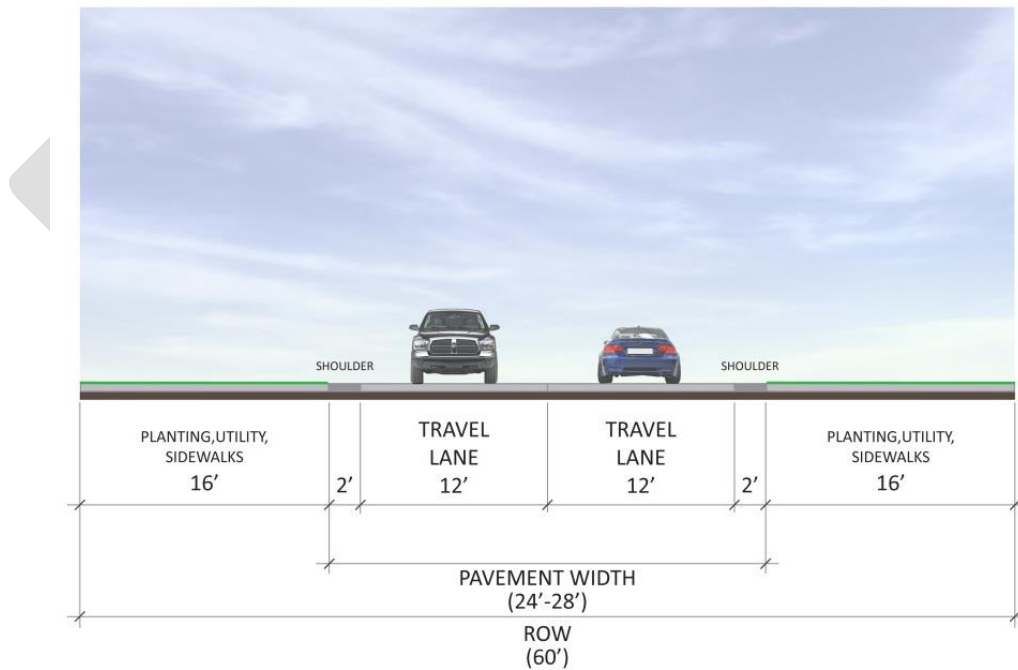 SHOULDER
SHOULDER
PLANTING,UTILITY,
SIDEWALKS
16’
2’
TRAVEL
LANE
12’
TRAVEL
LANE
12’
2’
PLANTING,UTILITY,
SIDEWALKS
16’
PAVEMENT WIDTH
(24’-28’)
ROW
(60’)